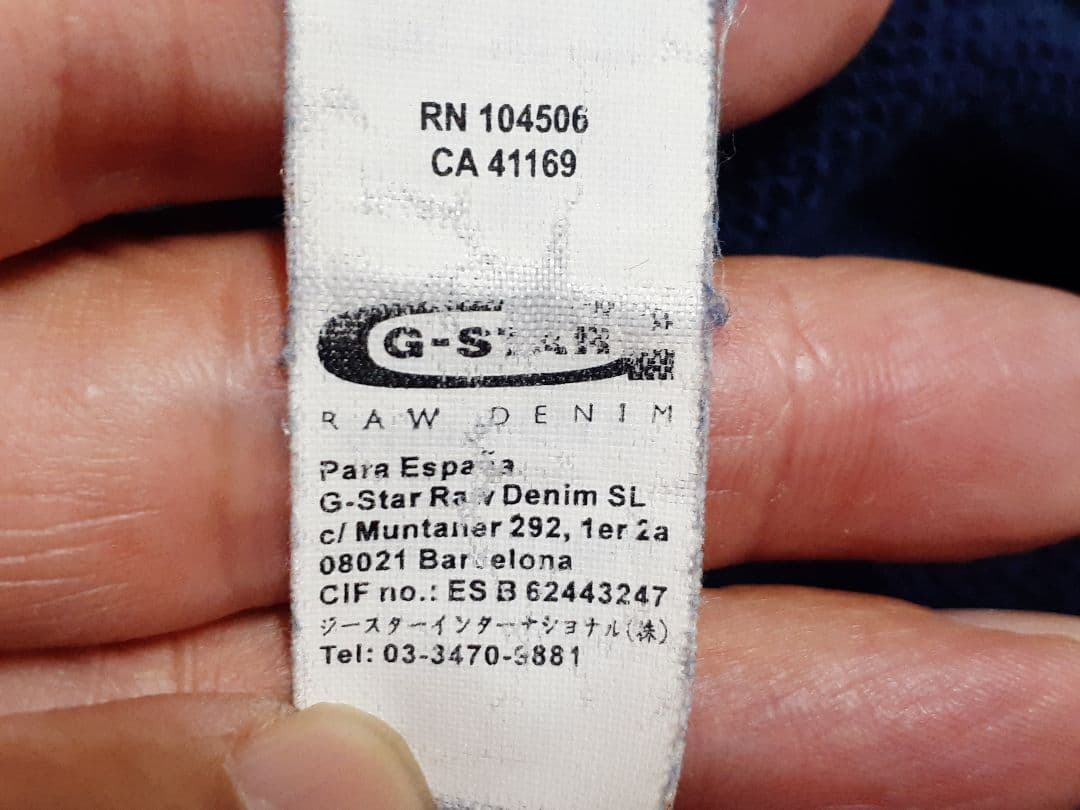 RN 104506
CA 41169
G-STAR
RAW DENIM
Para España
G-Star Raw Denim SL
c/ Muntaner 292, 1er 2a
08021 Barcelona
CIF no.: ES B 62443247
ジースターインターナショナル(株)
Tel: 03-3470-9881